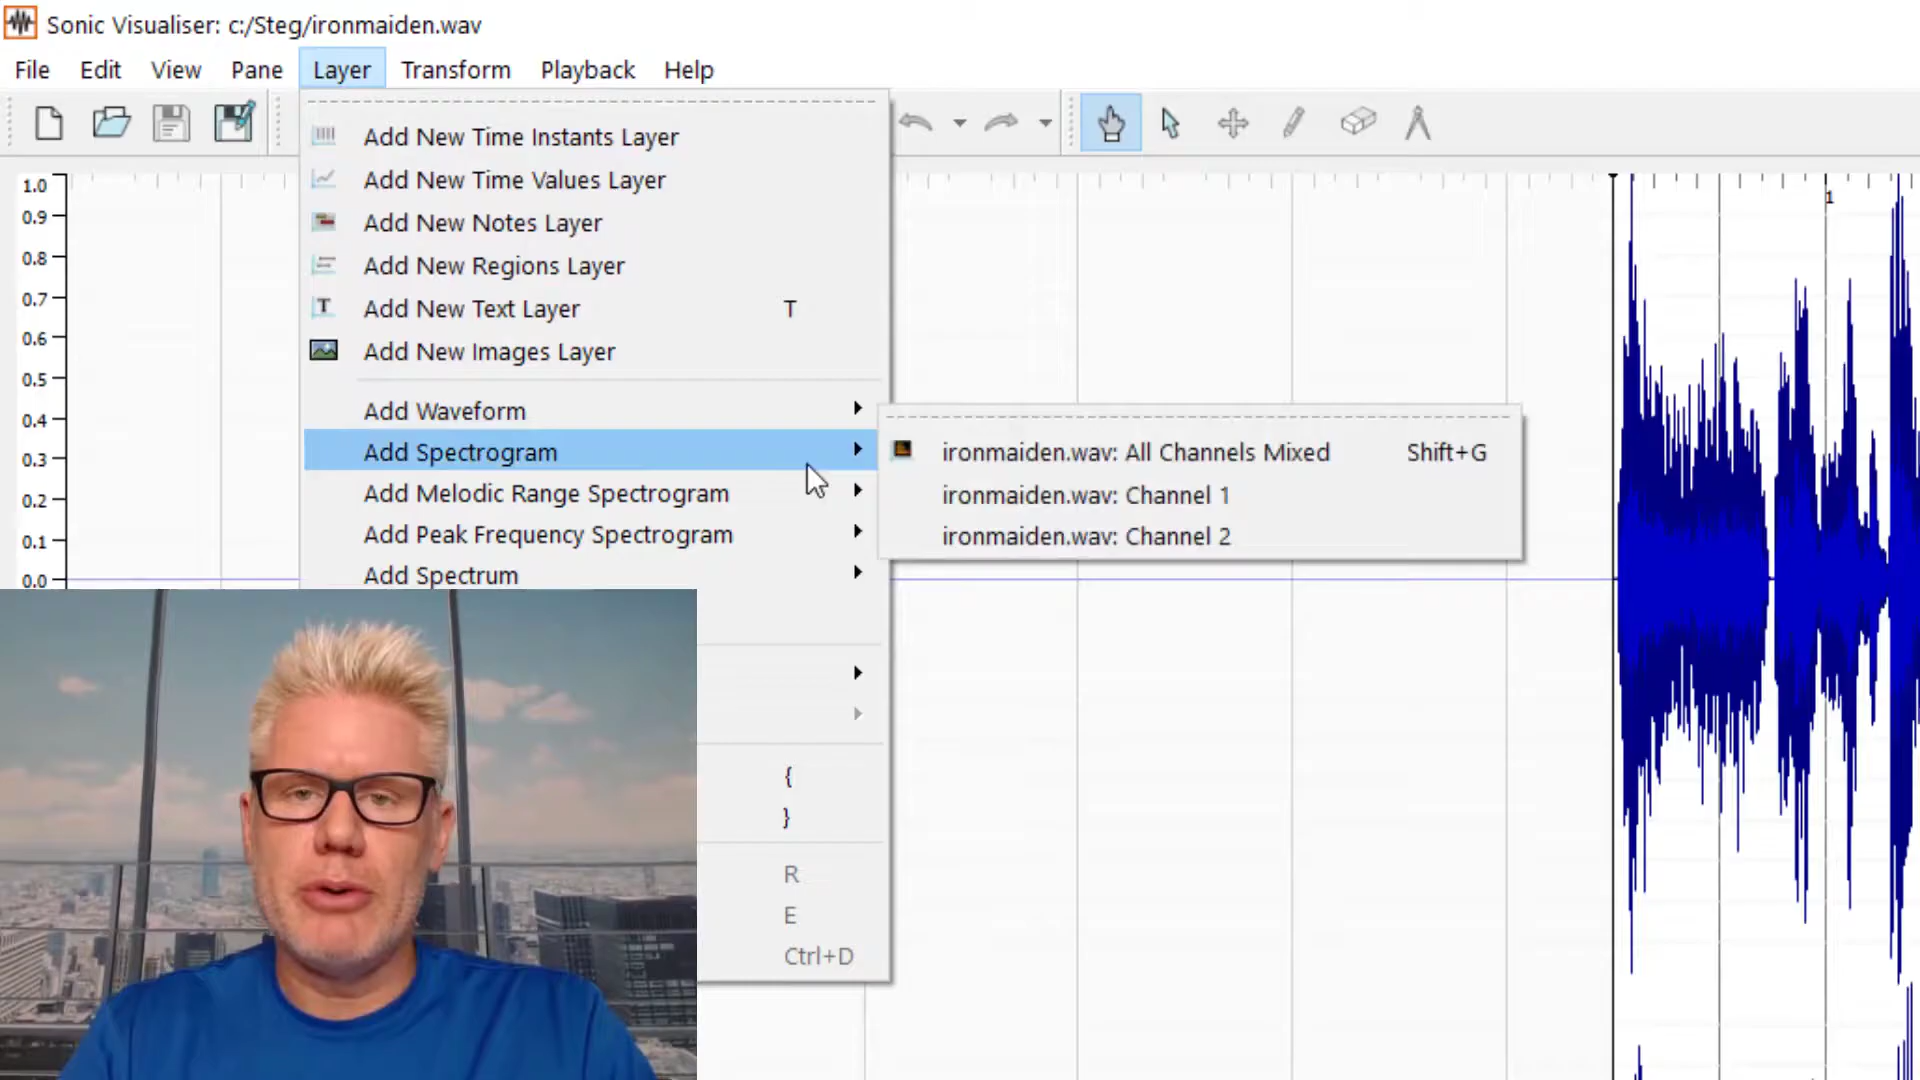 Sonic Visualiser: c:/Steg/ironmaiden.wav
File Edit View Pane Layer Transform Playback Help
Add New Time Instants Layer
Add New Time Values Layer
Add New Notes Layer
Add New Regions Layer
Add New Text Layer T
Add New Images Layer
Add Waveform
Add Spectrogram
Add Melodic Range Spectrogram
Add Peak Frequency Spectrogram
Add Spectrum
{
}
R
E
Ctrl+D
ironmaiden.wav: All Channels Mixed Shift+G
ironmaiden.wav: Channel 1
ironmaiden.wav: Channel 2
1.0
0.9
0.8
0.7
0.6
0.5
0.4
0.3
0.2
0.1
0.0
1